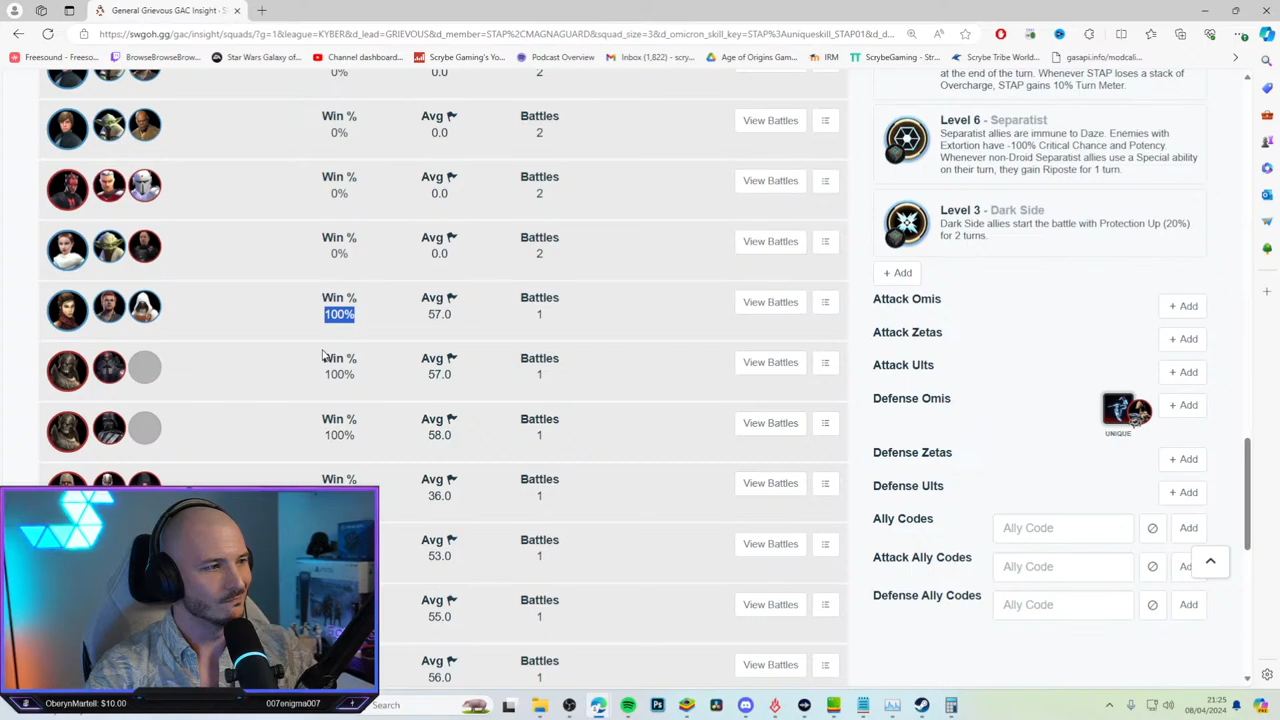 General Grievous GAC Insight - S
https://swgoh.gg/gac/insight/squads/?g=1&league=KYBER&d_lead=GRIEVOUS&d_member=STAP%2CMAGNAGUARD&squad_size=3&d_omicron_skill_key=STAP%3Auniqueskill_STAP01&d_d...
Freesound - Freeso...
BrowseBrowseBrow...
Star Wars Galaxy of...
Channel dashboard...
Scrybe Gaming's Yo...
Podcast Overview
Inbox (1,822) - scry...
Age of Origins Gam...
IRM
ScrybeGaming - Str...
Scrybe Tribe World...
gasapi.info/modcali...
Other favorites
0% 0.0 2
Win % Avg Battles
0% 0.0 2
View Battles
Win % Avg Battles
0% 0.0 2
View Battles
Win % Avg Battles
0% 0.0 2
View Battles
Win % Avg Battles
100% 57.0 1
View Battles
Win % Avg Battles
100% 57.0 1
View Battles
Win % Avg Battles
100% 58.0 1
View Battles
Win % Avg Battles
36.0 1
View Battles
Avg Battles
53.0 1
View Battles
Avg Battles
55.0 1
View Battles
Avg Battles
56.0 1
View Battles
at the end of the turn. Whenever STAP loses a stack of
Overcharge, STAP gains 10% Turn Meter.
Level 6 - Separatist
Separatist allies are immune to Daze. Enemies with
Extortion have -100% Critical Chance and Potency.
Whenever non-Droid Separatist allies use a Special ability
on their turn, they gain Riposte for 1 turn.
Level 3 - Dark Side
Dark Side allies start the battle with Protection Up (20%)
for 2 turns.
+ Add
Attack Omis + Add
Attack Zetas + Add
Attack Ults + Add
Defense Omis + Add
UNIQUE
Defense Zetas + Add
Defense Ults + Add
Ally Codes Ally Code Add
Attack Ally Codes Ally Code
Defense Ally Codes Ally Code Add
OberynMartell: $10.00 007enigma007
Search
21:25
08/04/2024